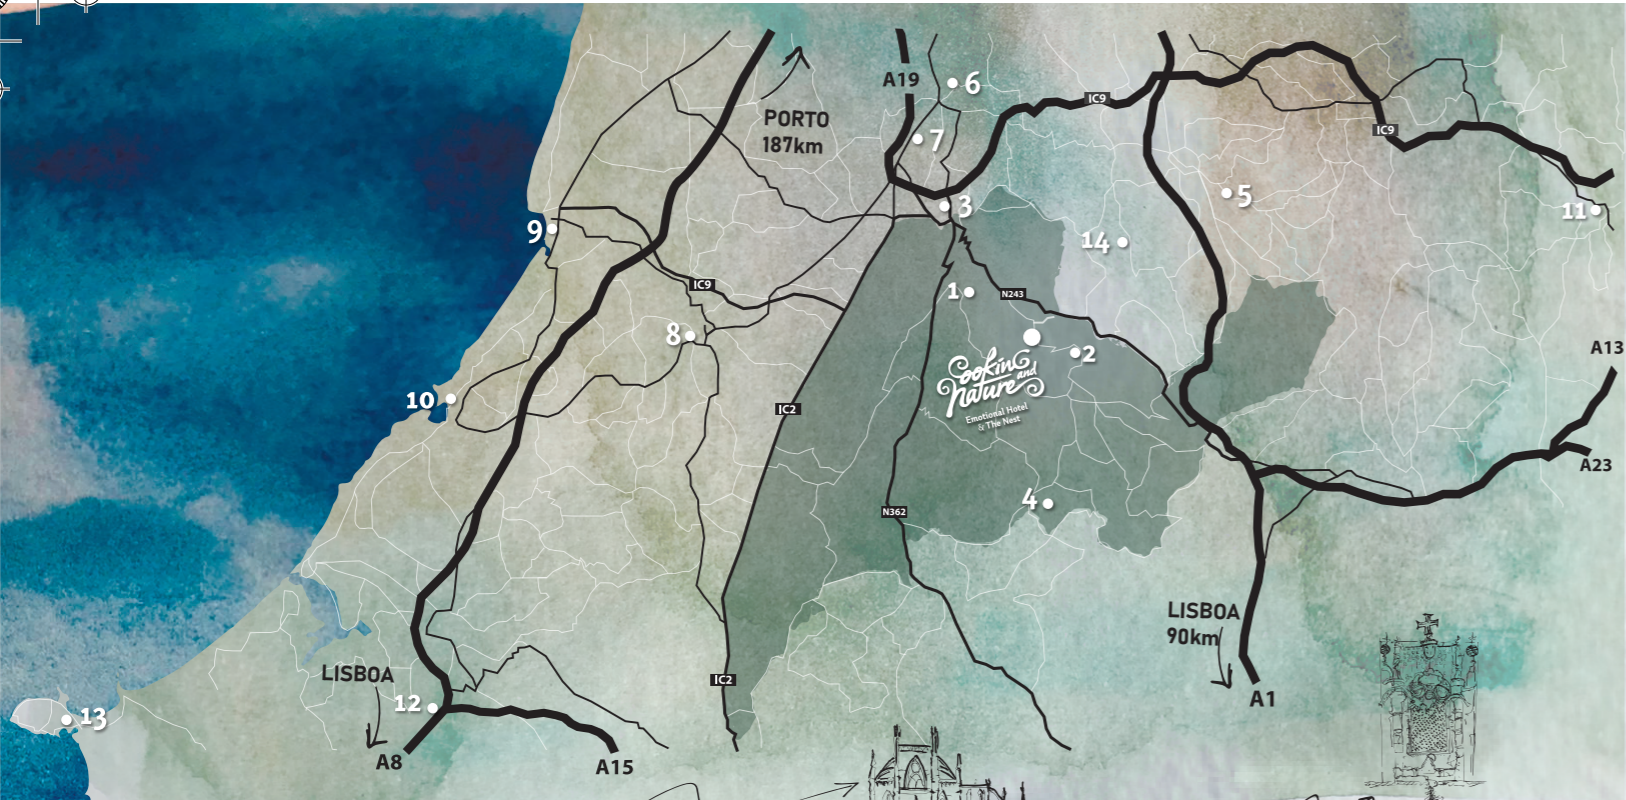 A19
6
IC9
PORTO
187km
7
IC9
5
3
11
9
14
IC9
1
N243
8
2
A13
Cooking
and
Nature
Emotional Hotel
& The Nest
10
IC2
A23
4
N362
LISBOA
90km
LISBOA
IC2
12
A1
13
A8
A15